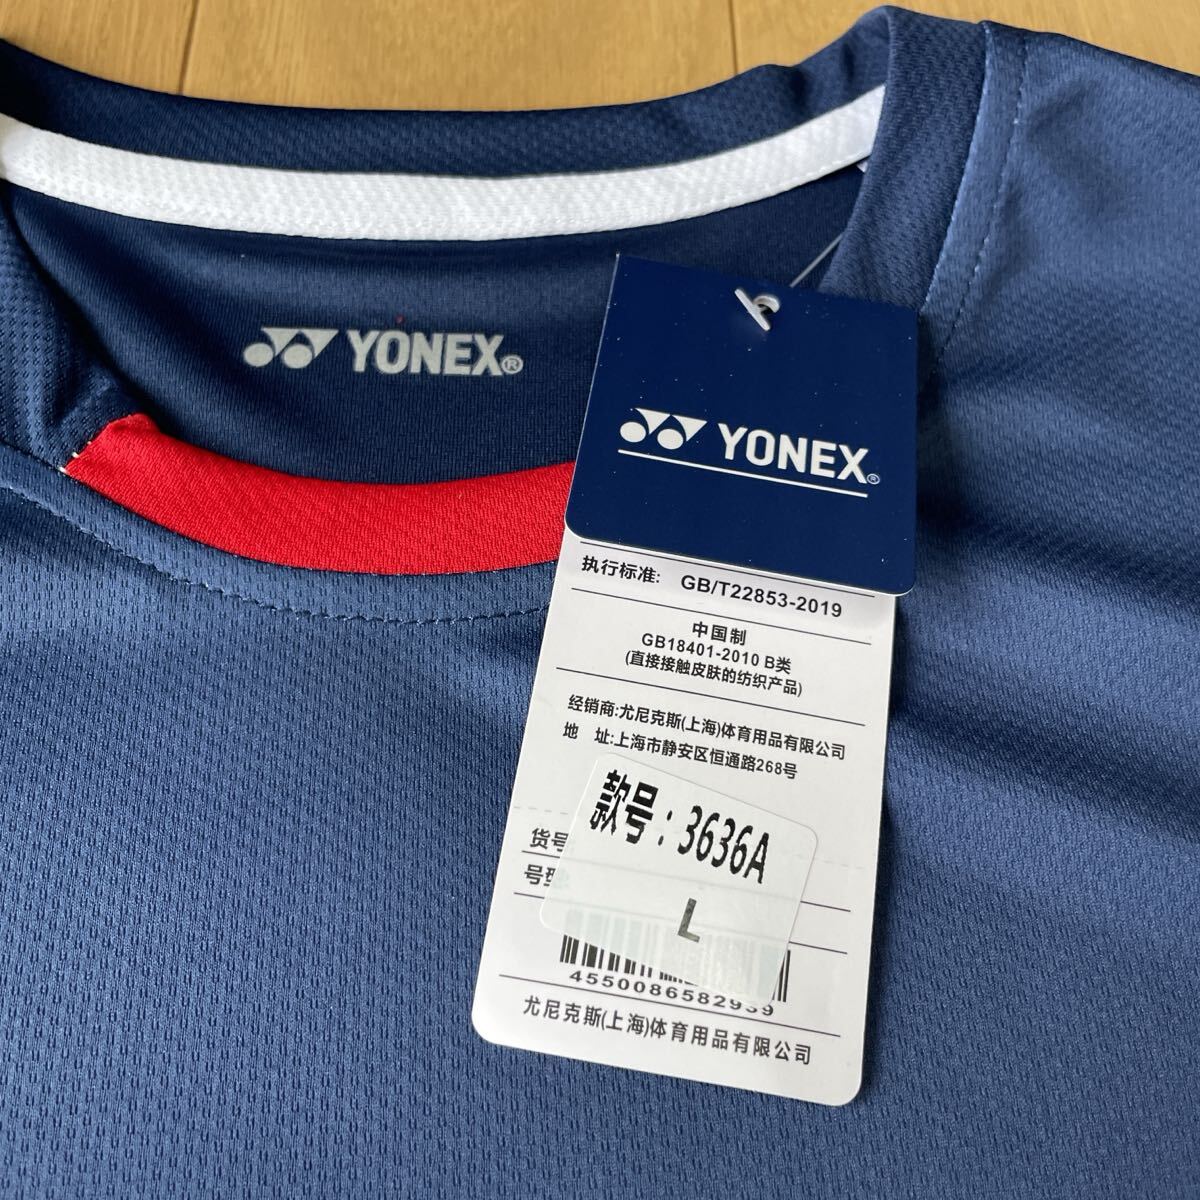 YONEX®
YONEX®
执行标准: GB/T22853-2019
中国制
GB18401-2010 B类
(直接接触皮肤的纺织产品)
经销商:尤尼克斯(上海)体育用品有限公司
地 址:上海市静安区恒通路268号
款号:3636A
L
货号
号型
4550086582939
尤尼克斯(上海)体育用品有限公司